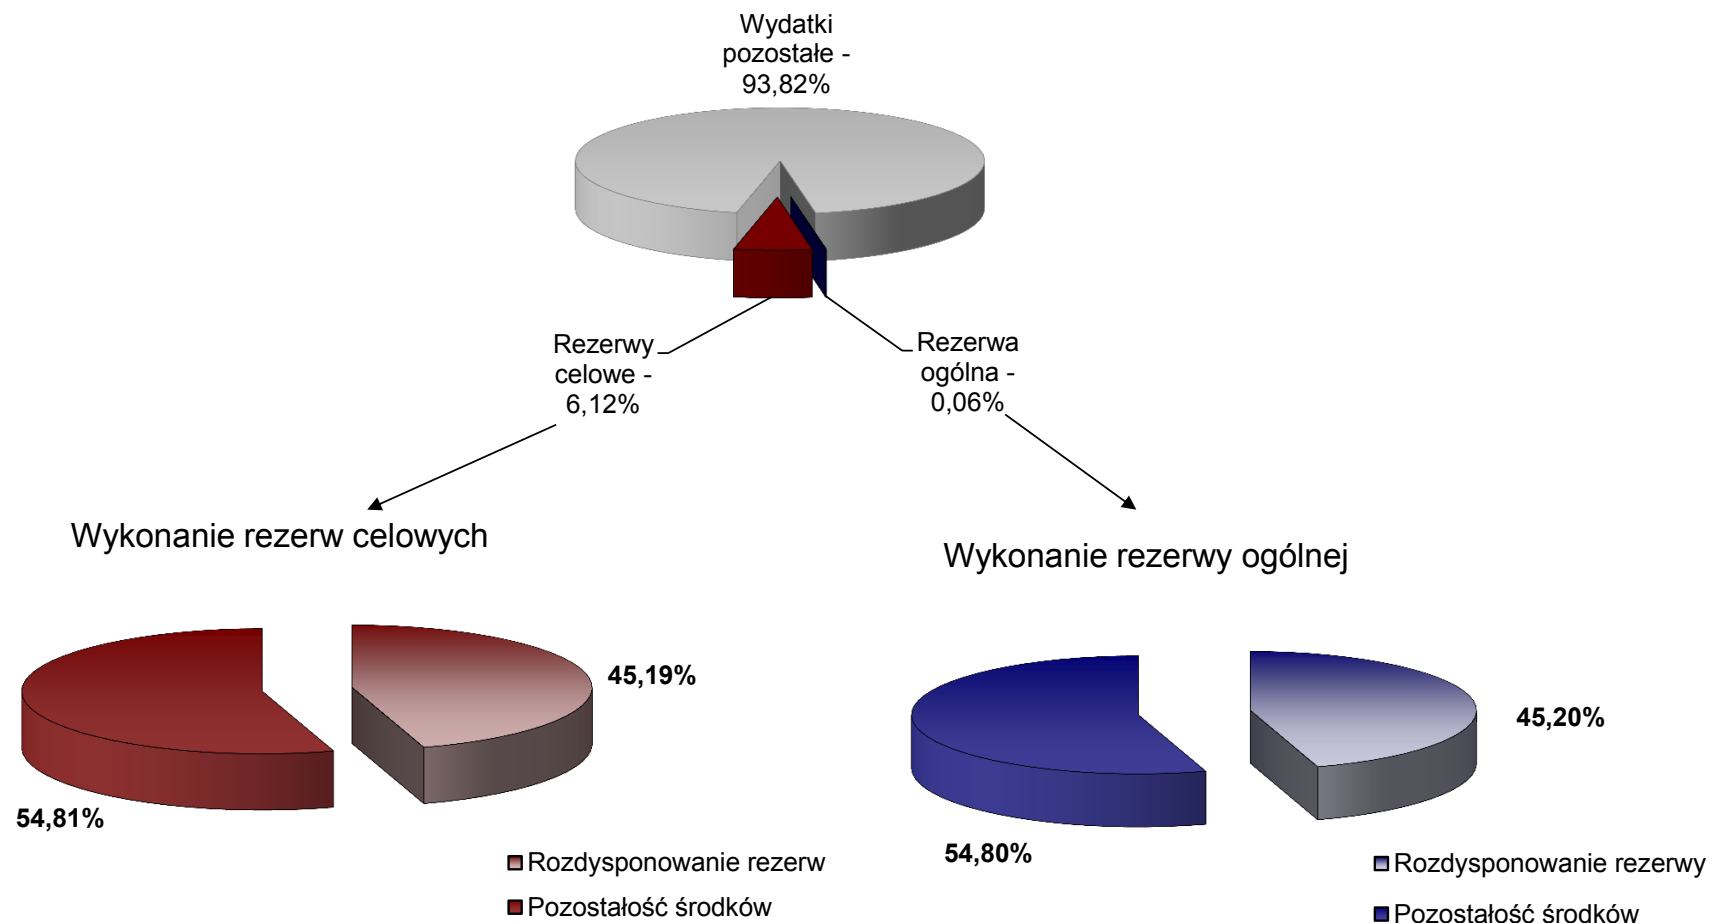 Wydatki
pozostałe -
93,82%
Rezerwy
celowe -
6,12%
Rezerwa
ogólna -
0,06%
Wykonanie rezerw celowych
45,19%
54,81%
Rozdysponowanie rezerw
Pozostałość środków
Wykonanie rezerwy ogólnej
45,20%
54,80%
Rozdysponowanie rezerwy
Pozostałość środków